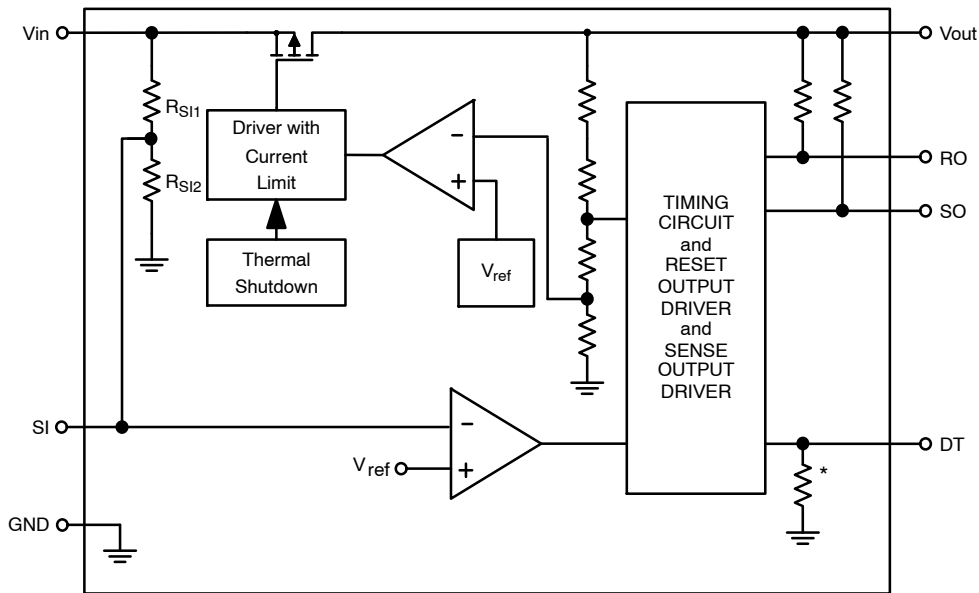 Vin
Vout
RSI1
RSI2
Driver with
Current
Limit
−
+
Thermal
Shutdown
Vref
TIMING
CIRCUIT
and
RESET
OUTPUT
DRIVER
and
SENSE
OUTPUT
DRIVER
RO
SO
SI
−
Vref
+
DT
*
GND